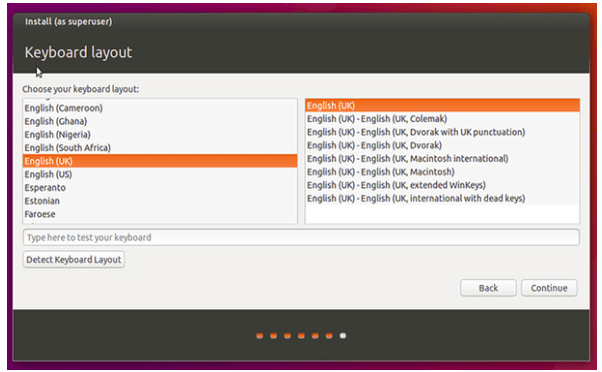 Install (as superuser)
Keyboard layout
Choose your keyboard layout:
English (Cameroon)
English (Ghana)
English (Nigeria)
English (South Africa)
English (UK)
English (US)
Esperanto
Estonian
Faroese
English (UK)
English (UK) - English (UK, Colemak)
English (UK) - English (UK, Dvorak with UK punctuation)
English (UK) - English (UK, Dvorak)
English (UK) - English (UK, Macintosh international)
English (UK) - English (UK, Macintosh)
English (UK) - English (UK, extended WinKeys)
English (UK) - English (UK, international with dead keys)
Type here to test your keyboard
Detect Keyboard Layout
Back
Continue